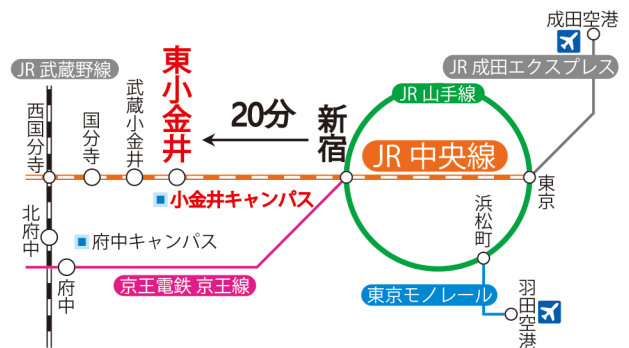 成田空港
JR 成田エクスプレス
JR 武蔵野線
西国分寺
国分寺
武蔵小金井
東小金井
20分
新宿
JR 山手線
JR 中央線
東京
小金井キャンパス
浜松町
北府中
府中キャンパス
府中
京王電鉄 京王線
東京モノレール
羽田空港